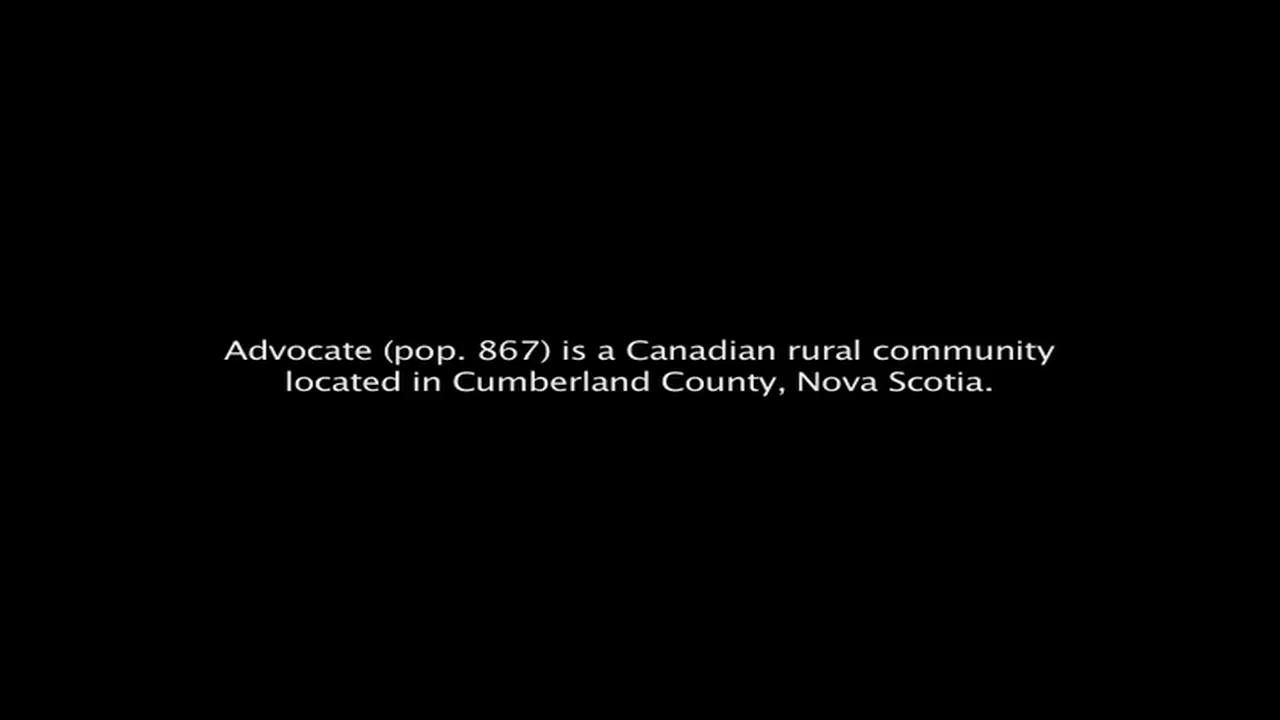 Advocate (pop. 867) is a Canadian rural community
located in Cumberland County, Nova Scotia.